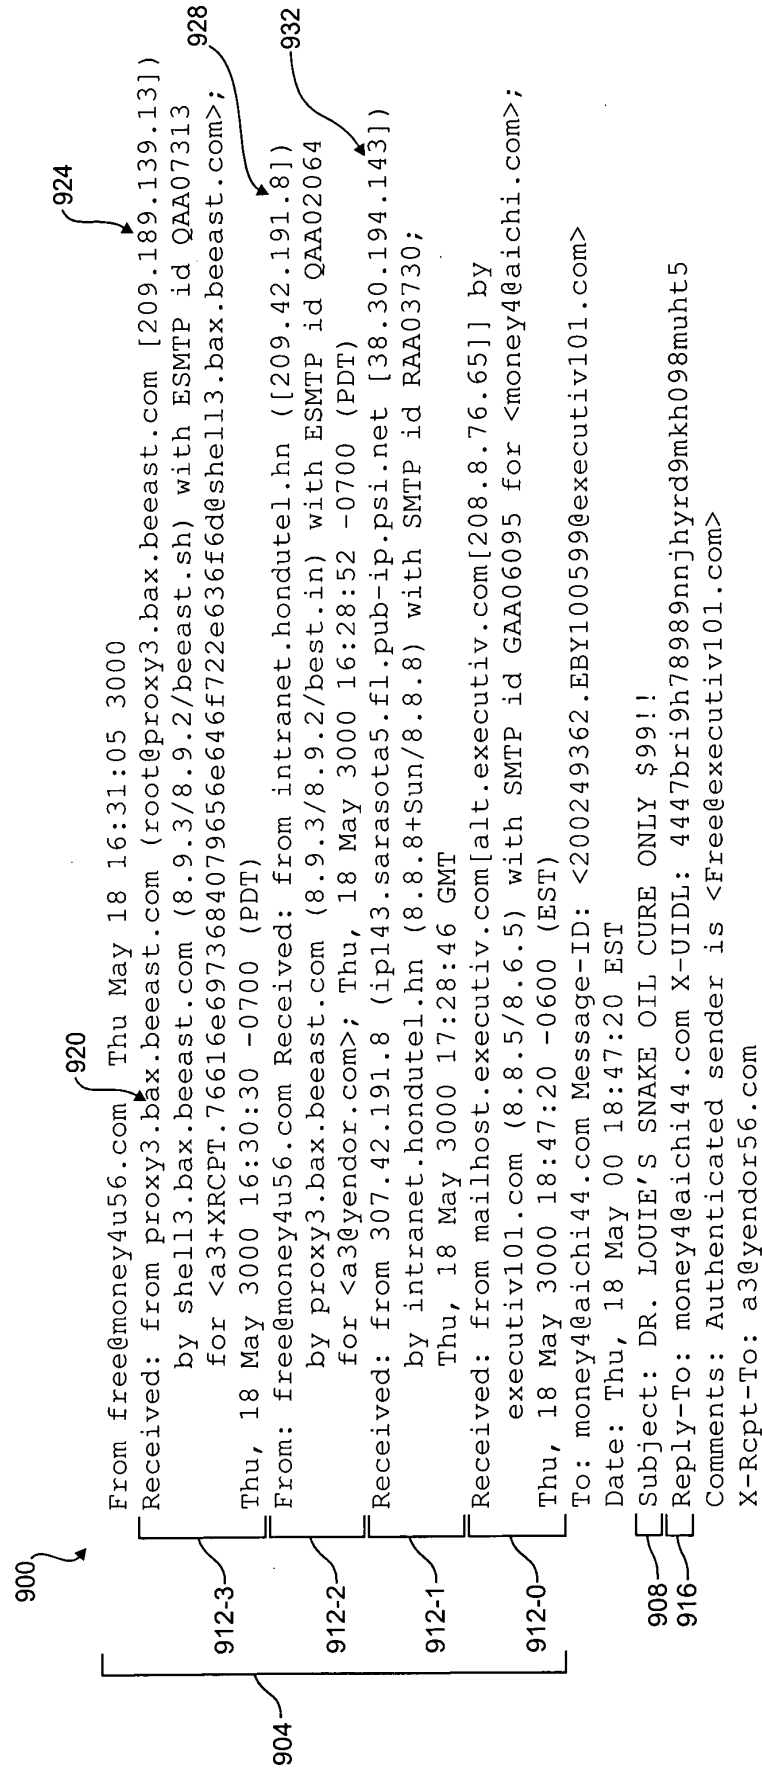 900
From free@money4u56.com Thu May 18 16:31:05 3000
920
924
Received: from proxy3.bax.beeast.com (root@proxy3.bax.beeast.com [209.189.139.13])
by shell3.bax.beeast.com (8.9.3/8.9.2/beeast.sh) with ESMTP id QAA07313
for <a3+XRCPT.76616e6973684079656e646f722e636f6d@shell3.bax.beeast.com>;
Thu, 18 May 3000 16:30:30 -0700 (PDT)
912-3
928
From: free@money4u56.com Received: from intranet.hondutel.hn ([209.42.191.8])
by proxy3.bax.beeast.com (8.9.3/8.9.2/best.in) with ESMTP id QAA02064
for <a3@yendor.com>; Thu, 18 May 3000 16:28:52 -0700 (PDT)
912-2
932
Received: from 307.42.191.8 (ip143.sarasota5.fl.pub-ip.psi.net [38.30.194.143])
by intranet.hondutel.hn (8.8.8+Sun/8.8.8) with SMTP id RAA03730;
Thu, 18 May 3000 17:28:46 GMT
912-1
Received: from mailhost.executiv.com[alt.executiv.com[208.8.76.65]] by
executiv101.com (8.8.5/8.6.5) with SMTP id GAA06095 for <money4@aichi.com>;
Thu, 18 May 3000 18:47:20 -0600 (EST)
912-0
904
To: money4@aichi44.com Message-ID: <200249362.EBY100599@executiv101.com>
Date: Thu, 18 May 00 18:47:20 EST
Subject: DR. LOUIE'S SNAKE OIL CURE ONLY $99!!
908
Reply-To: money4@aichi44.com X-UIDL: 4447bri9h78989nnjhyrd9mkh098muht5
916
Comments: Authenticated sender is <Free@executiv101.com>
X-Rcpt-To: a3@yendor56.com